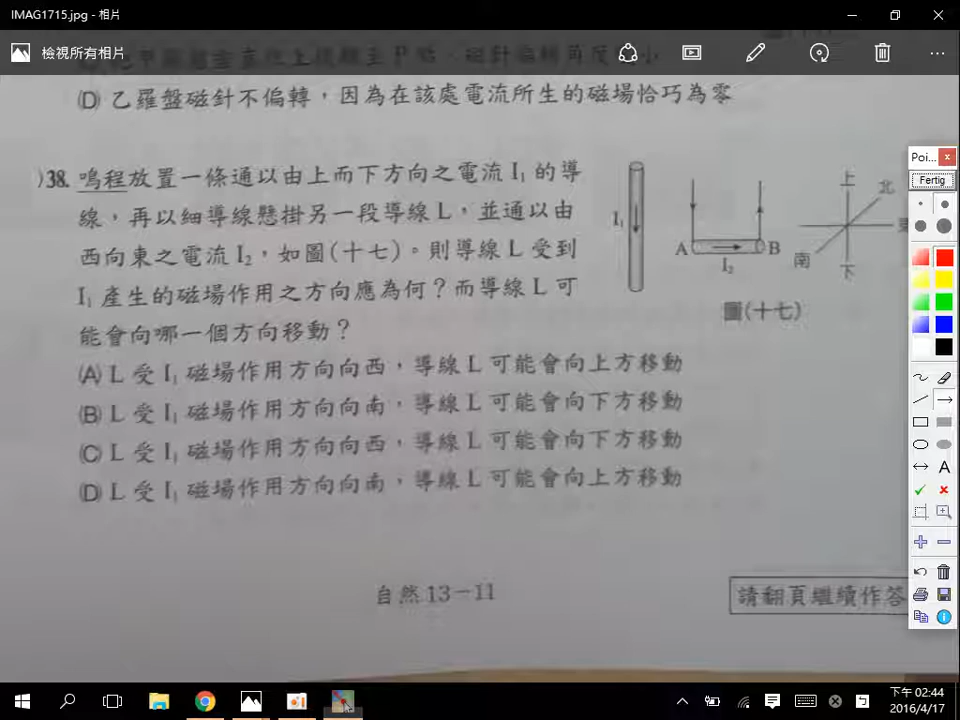 IMAG1715.jpg - 相片
檢視所有相片
(D) 乙羅盤磁針不偏轉，因為在該處電流所生的磁場恰巧為零
)38. 鳴程放置一條通以由上而下方向之電流 I₁ 的導
線，再以細導線懸掛另一段導線 L，並通以由
西向東之電流 I₂，如圖(十七)。則導線 L 受到
I₁ 產生的磁場作用之方向應為何？而導線 L 可
能會向哪一個方向移動？
I₁
A
B
I₂
上
北
東
南
下
圖(十七)
(A) L 受 I₁ 磁場作用方向向西，導線 L 可能會向上方移動
(B) L 受 I₁ 磁場作用方向向南，導線 L 可能會向下方移動
(C) L 受 I₁ 磁場作用方向向西，導線 L 可能會向下方移動
(D) L 受 I₁ 磁場作用方向向南，導線 L 可能會向上方移動
自然 13－11
請翻頁繼續作答
Poi...
Fertig
A
下午 02:44
2016/4/17